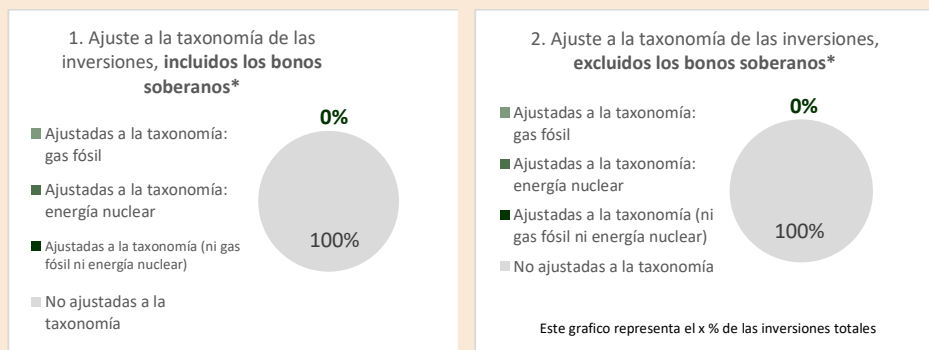 1. Ajuste a la taxonomía de las
inversiones, incluidos los bonos
soberanos*
0%
Ajustadas a la taxonomía:
gas fósil
Ajustadas a la taxonomía:
energía nuclear
Ajustadas a la taxonomía (ni gas
fósil ni energía nuclear)
No ajustadas a la
taxonomía
100%
2. Ajuste a la taxonomía de las inversiones,
excluidos los bonos soberanos*
0%
Ajustadas a la taxonomía:
gas fósil
Ajustadas a la taxonomía:
energía nuclear
Ajustadas a la taxonomía (ni
gas fósil ni energía nuclear)
No ajustadas a la taxonomía
100%
Este grafico representa el x % de las inversiones totales